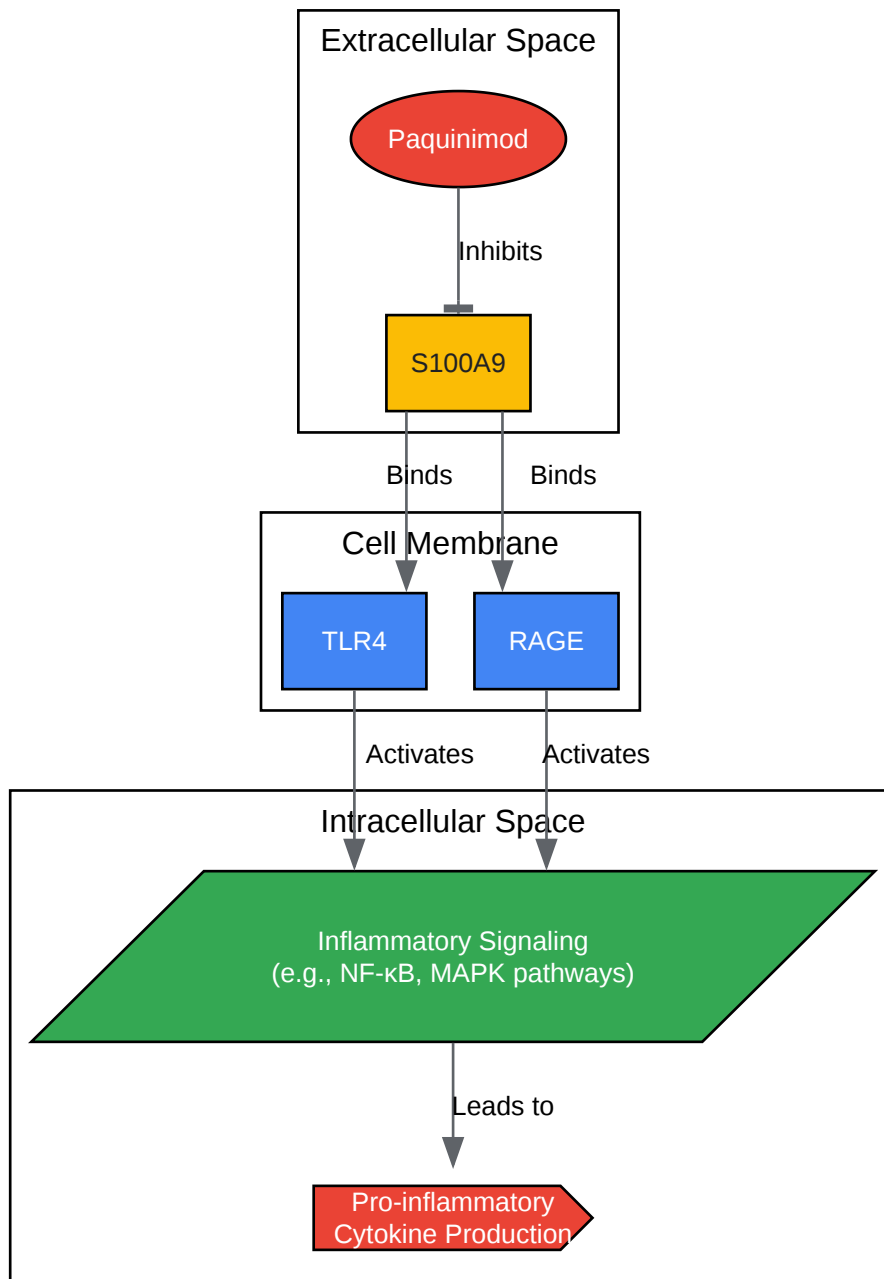 Extracellular Space
Paquinimod
Inhibits
S100A9
Binds
Binds
Cell Membrane
TLR4
RAGE
Activates
Activates
Intracellular Space
Inflammatory Signaling
(e.g., NF-κB, MAPK pathways)
Leads to
Pro-inflammatory
Cytokine Production